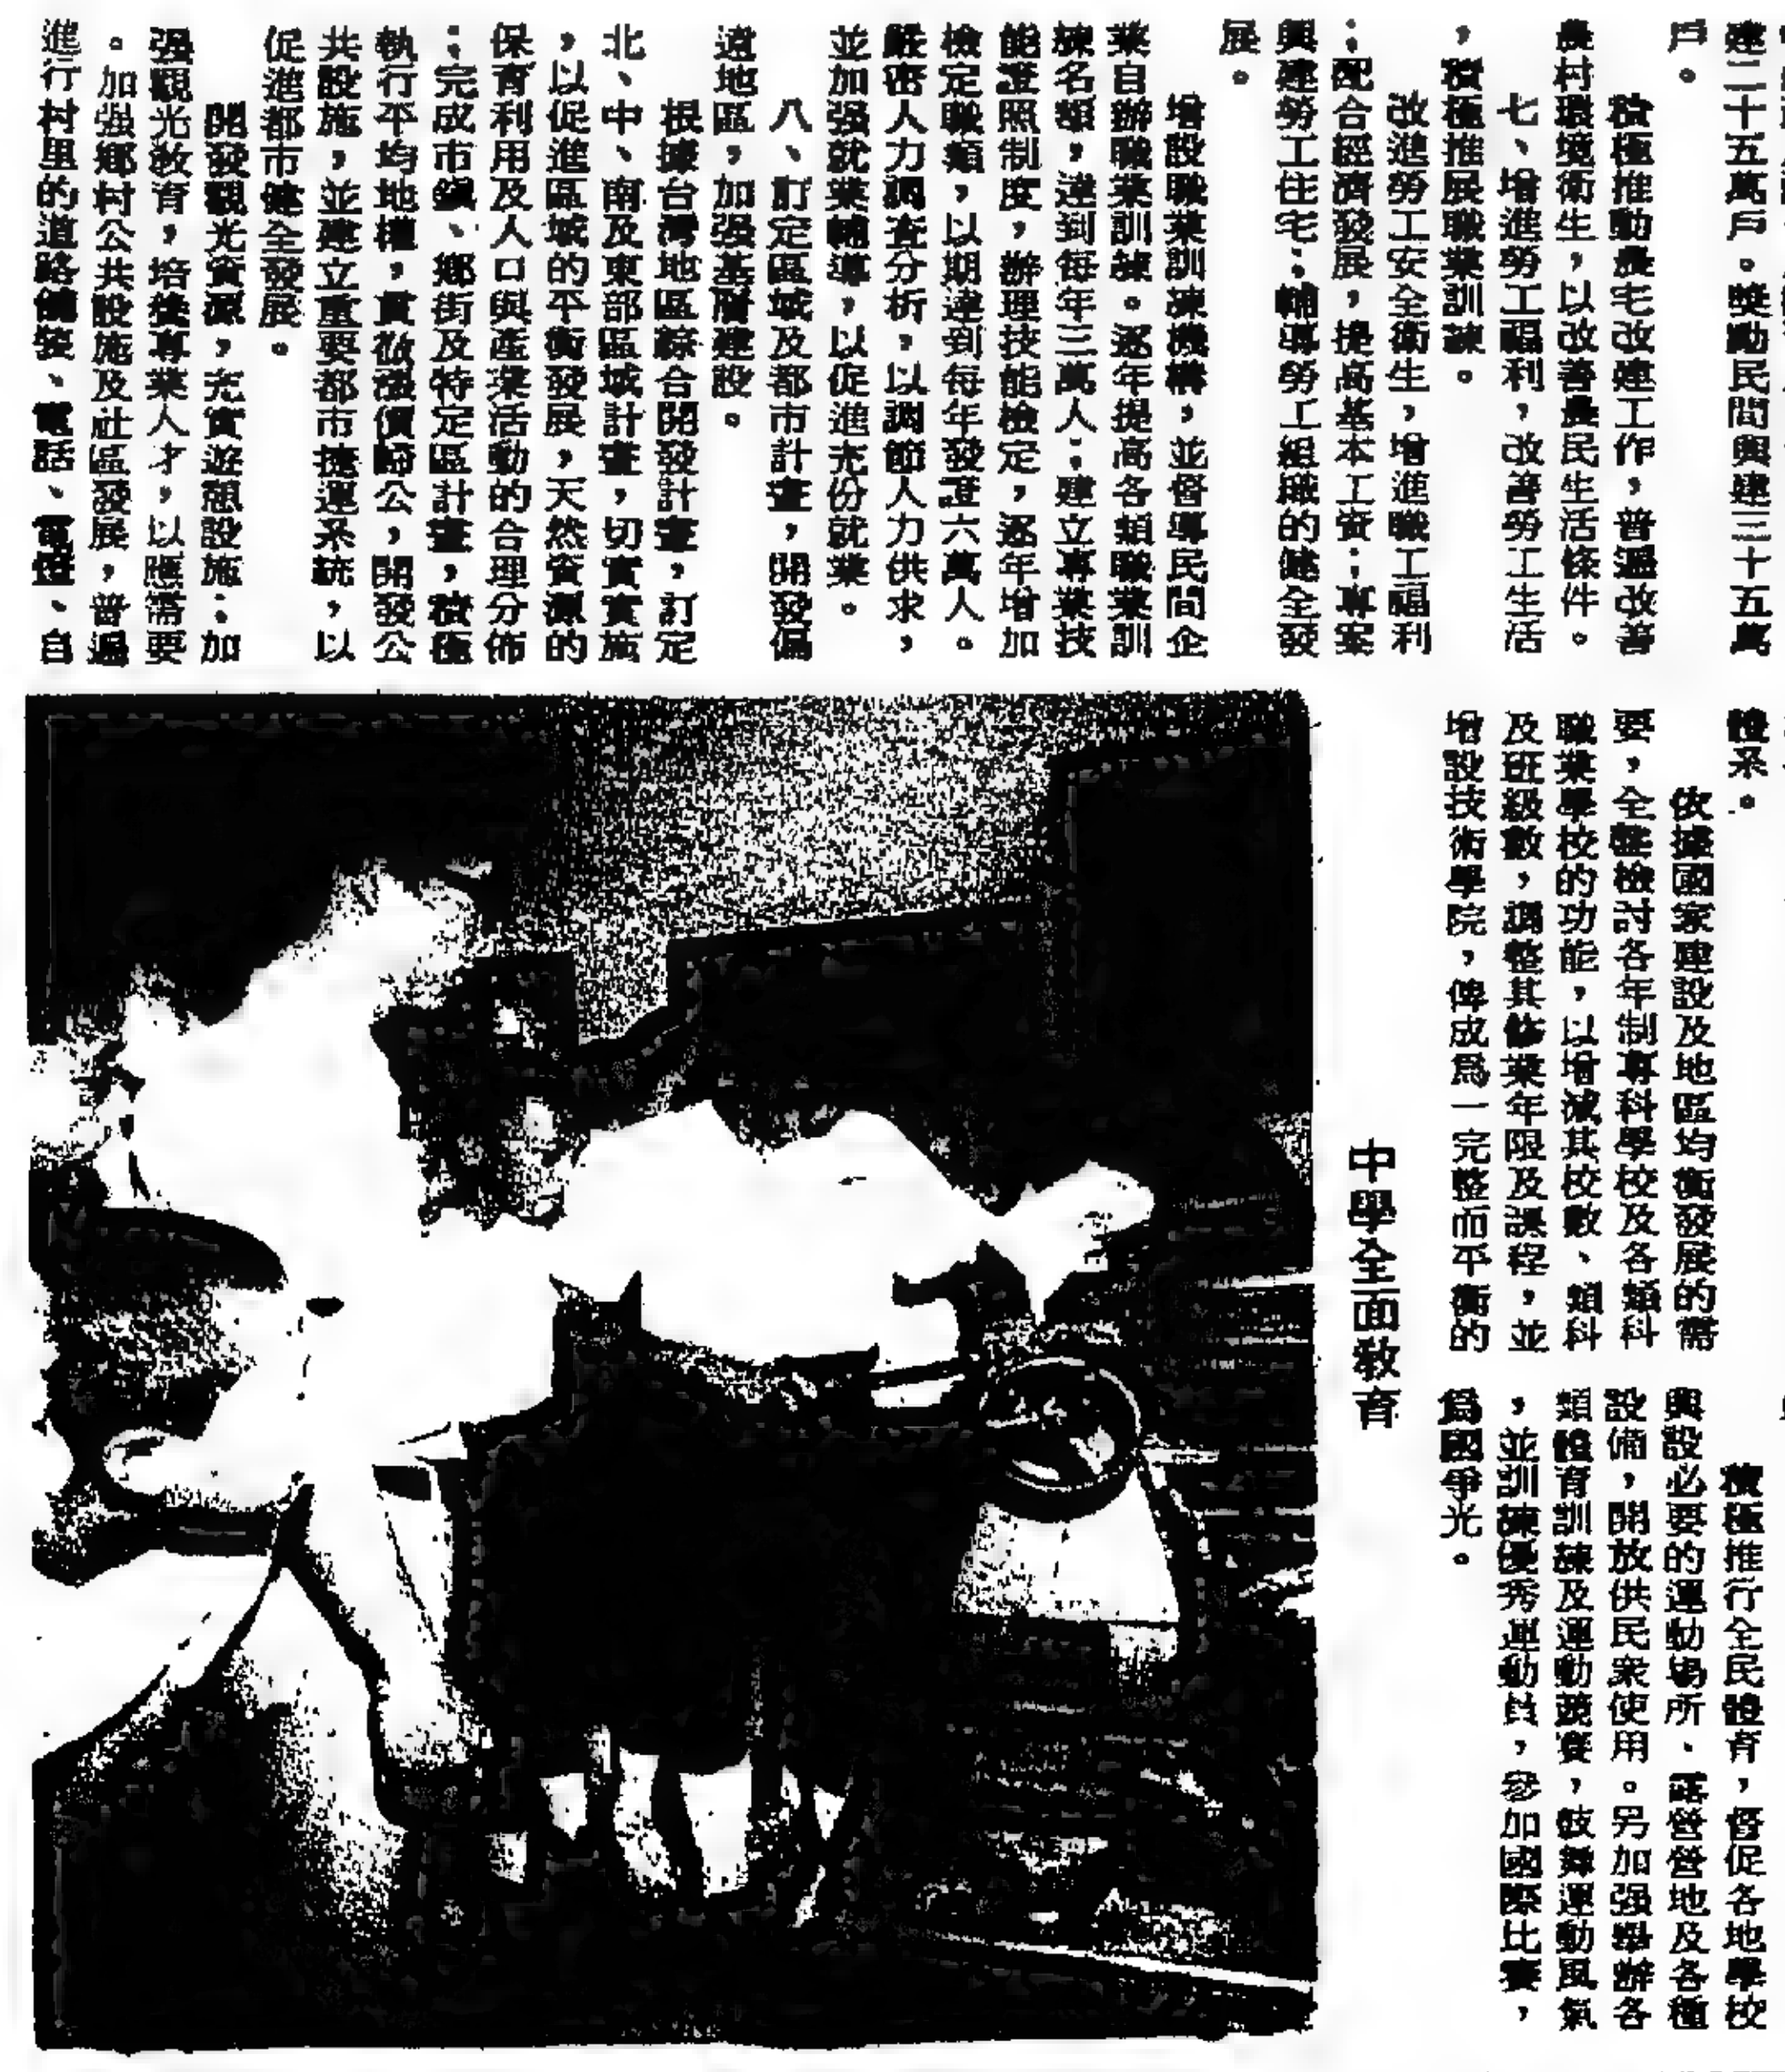 建二十五萬戶。獎勵民間興建三十五萬
戶。
積極推動農宅改建工作，普遍改善
農村環境衛生，以改善農民生活條件。
七、增進勞工福利，改善勞工生活
，積極推展職業訓練。
改進勞工安全衛生，增進職工福利
；配合經濟發展，提高基本工資；專案
興建勞工住宅；輔導勞工組織的健全發
展。
增設職業訓練機構，並督導民間企
業自辦職業訓練。逐年提高各類職業訓
練名額，達到每年三萬人；建立專業技
能證照制度，辦理技能檢定，逐年增加
檢定職類，以期達到每年發證六萬人。
嚴密人力調查分析，以調節人力供求，
並加强就業輔導，以促進充份就業。
八、訂定區域及都市計畫，開發偏
遠地區，加强基層建設。
根據台灣地區綜合開發計畫，訂定
北、中、南及東部區域計畫，切實實施
，以促進區域的平衡發展，天然資源的
保育利用及人口與產業活動的合理分佈
；完成市鎮、鄉街及特定區計畫，積極
執行平均地權，貫徹漲價歸公，開發公
共設施，並建立重要都市捷運系統，以
促進都市健全發展。
開發觀光資源，充實遊憩設施；加
强觀光教育，培養專業人才，以應需要
。加强鄉村公共設施及社區發展，普遍
進行村里的道路舖裝、電話、電燈、自
體系。
依據國家建設及地區均衡發展的需
要，全盤檢討各年制專科學校及各類科
職業學校的功能，以增減其校數、類科
及班級數，調整其修業年限及課程，並
增設技術學院，俾成爲一完整而平衡的
中學全面教育
積極推行全民體育，督促各地學校
興設必要的運動場所、露營營地及各種
設備，開放供民衆使用。另加强舉辦各
類體育訓練及運動競賽，鼓舞運動風氣
，並訓練優秀運動員，參加國際比賽，
爲國爭光。